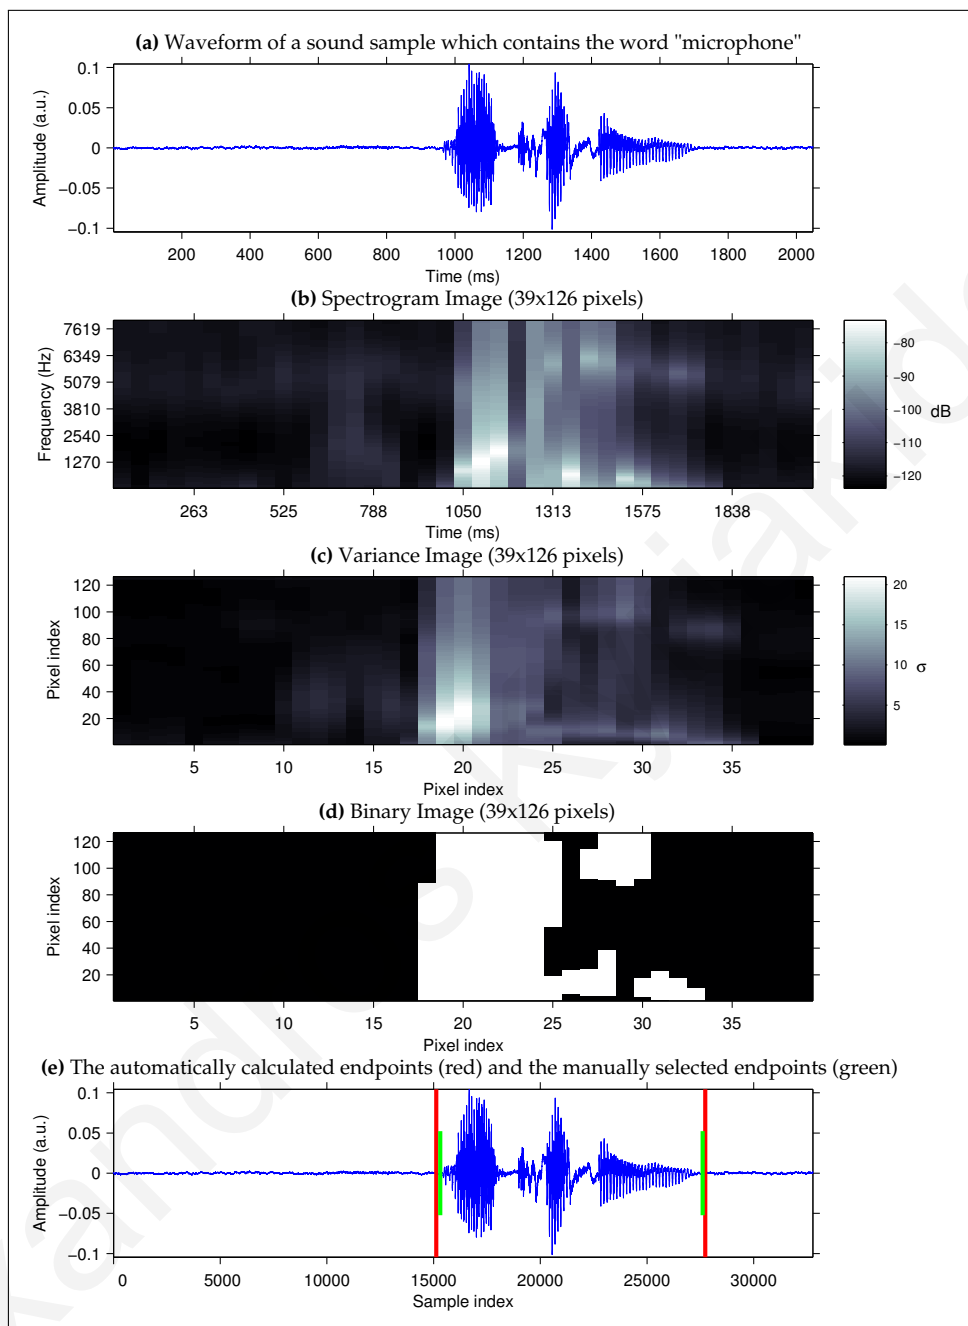 (a) Waveform of a sound sample which contains the word "microphone"
0.1
0.05
0
−0.05
−0.1
Amplitude (a.u.)
200 400 600 800 1000 1200 1400 1600 1800 2000
Time (ms)
(b) Spectrogram Image (39x126 pixels)
7619
6349
5079
3810
2540
1270
Frequency (Hz)
263 525 788 1050 1313 1575 1838
Time (ms)
−80
−90
−100
−110
−120
dB
(c) Variance Image (39x126 pixels)
120
100
80
60
40
20
Pixel index
5 10 15 20 25 30 35
Pixel index
20
15
10
5
σ
(d) Binary Image (39x126 pixels)
120
100
80
60
40
20
Pixel index
5 10 15 20 25 30 35
Pixel index
(e) The automatically calculated endpoints (red) and the manually selected endpoints (green)
0.1
0.05
0
−0.05
−0.1
Amplitude (a.u.)
0 5000 10000 15000 20000 25000 30000
Sample index